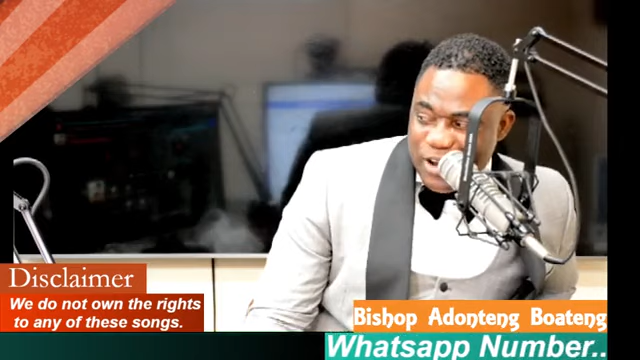 Disclaimer
We do not own the rights
to any of these songs.
Bishop Adonteng Boateng
Whatsapp Number..